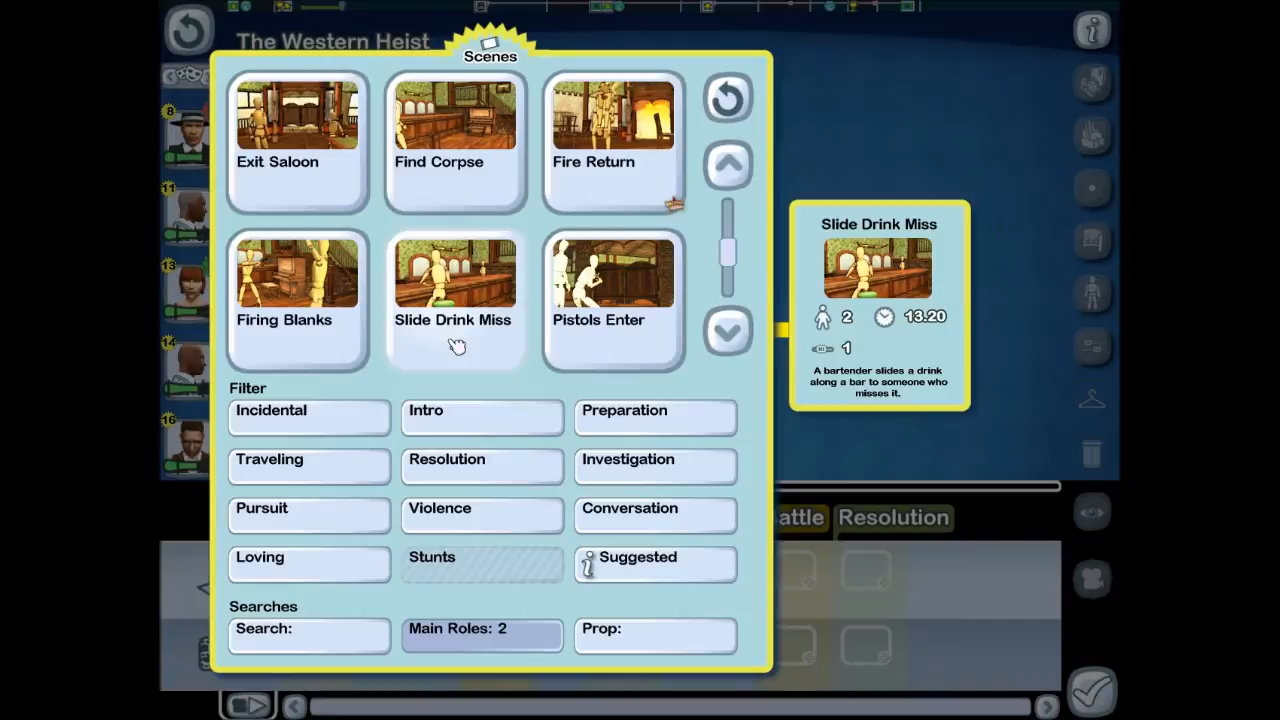 The Western Heist
Scenes
Exit Saloon
Find Corpse
Fire Return
8
11
13
14
16
Firing Blanks
Slide Drink Miss
Pistols Enter
Slide Drink Miss
2
13.20
1
A bartender slides a drink
along a bar to someone who
misses it.
Filter
Incidental
Intro
Preparation
Traveling
Resolution
Investigation
Pursuit
Violence
Conversation
attle
Resolution
Loving
Stunts
i Suggested
Searches
Search:
Main Roles: 2
Prop: